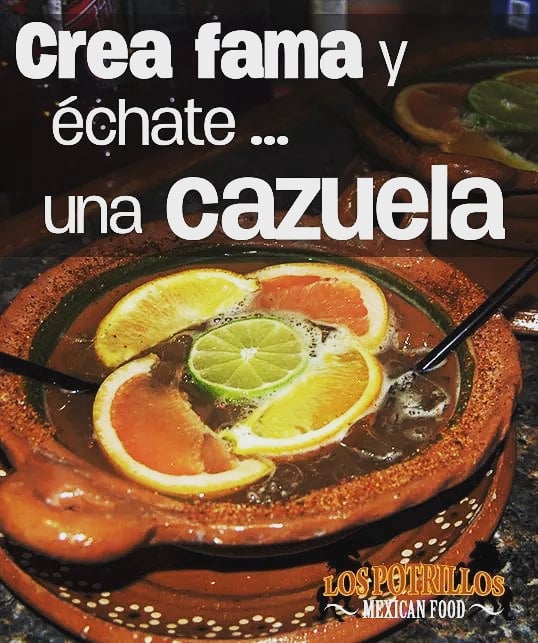 Crea fama y
échate ...
una cazuela
LOS POTRILLOS
MEXICAN FOOD